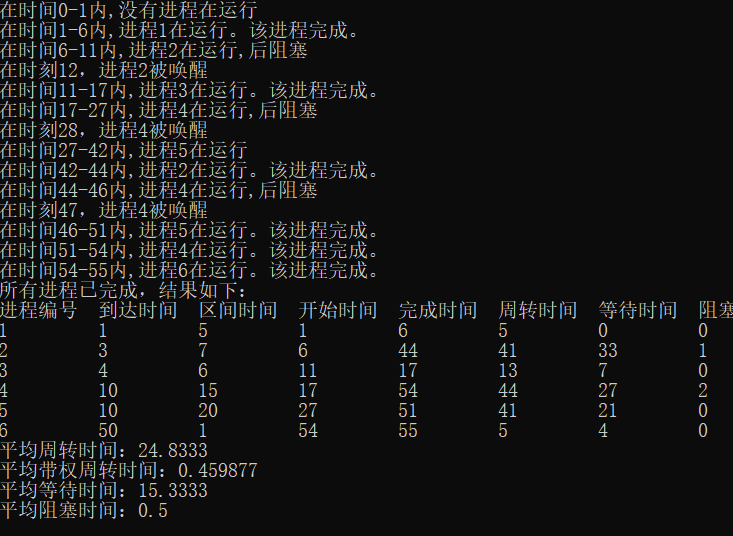 在时间0-1内,没有进程在运行
在时间1-6内,进程1在运行。该进程完成。
在时间6-11内,进程2在运行,后阻塞
在时刻12，进程2被唤醒
在时间11-17内,进程3在运行。该进程完成。
在时间17-27内,进程4在运行,后阻塞
在时刻28，进程4被唤醒
在时间27-42内,进程5在运行
在时间42-44内,进程2在运行。该进程完成。
在时间44-46内,进程4在运行,后阻塞
在时刻47，进程4被唤醒
在时间46-51内,进程5在运行。该进程完成。
在时间51-54内,进程4在运行。该进程完成。
在时间54-55内,进程6在运行。该进程完成。
所有进程已完成，结果如下：
进程编号 到达时间 区间时间 开始时间 完成时间 周转时间 等待时间 阻塞
1 1 5 1 6 5 0 0
2 3 7 6 44 41 33 1
3 4 6 11 17 13 7 0
4 10 15 17 54 44 27 2
5 10 20 27 51 41 21 0
6 50 1 54 55 5 4 0
平均周转时间：24.8333
平均带权周转时间：0.459877
平均等待时间：15.3333
平均阻塞时间：0.5